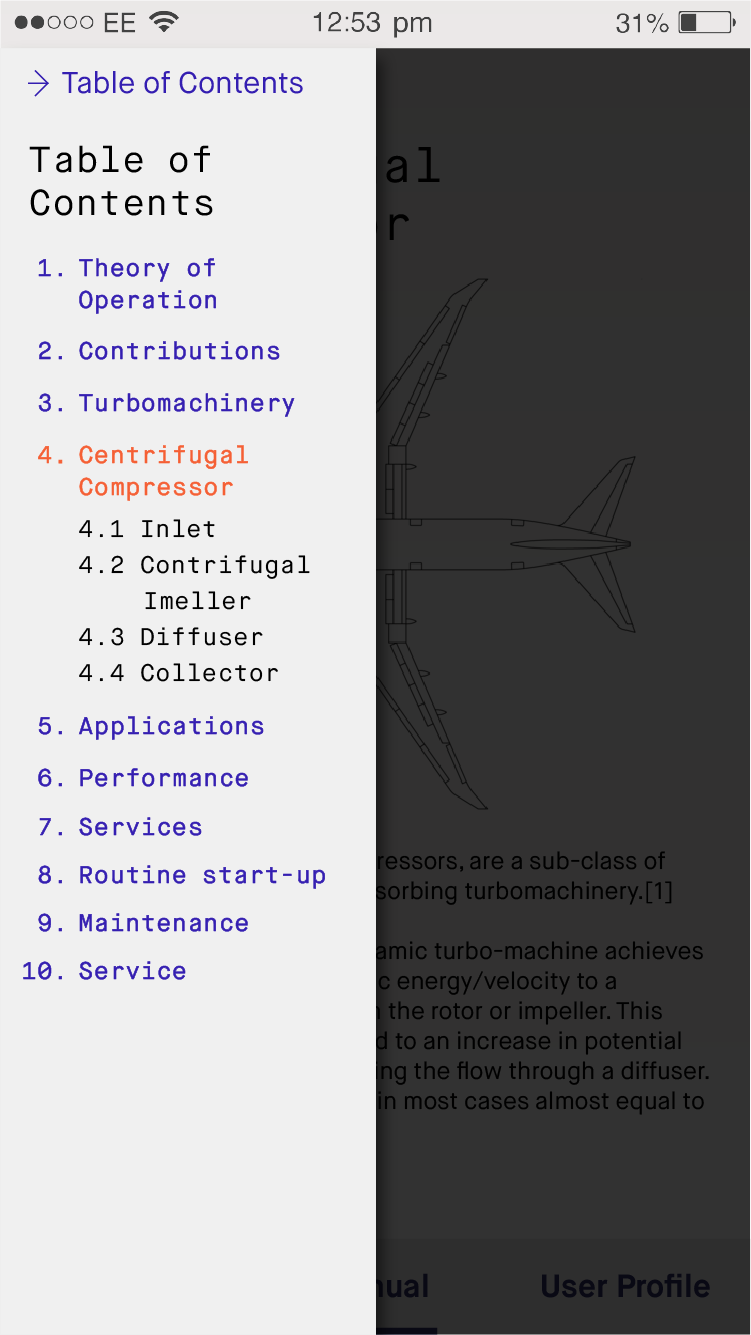 EE 12:53 pm 31%
→ Table of Contents
Table of
Contents
1. Theory of
Operation
2. Contributions
3. Turbomachinery
4. Centrifugal
Compressor
4.1 Inlet
4.2 Contrifugal
Imeller
4.3 Diffuser
4.4 Collector
5. Applications
6. Performance
7. Services
8. Routine start-up
9. Maintenance
10. Service
al
r
ressors, are a sub-class of
sorbing turbomachinery.[1]
amic turbo-machine achieves
c energy/velocity to a
the rotor or impeller. This
d to an increase in potential
ing the flow through a diffuser.
in most cases almost equal to
nual User Profile